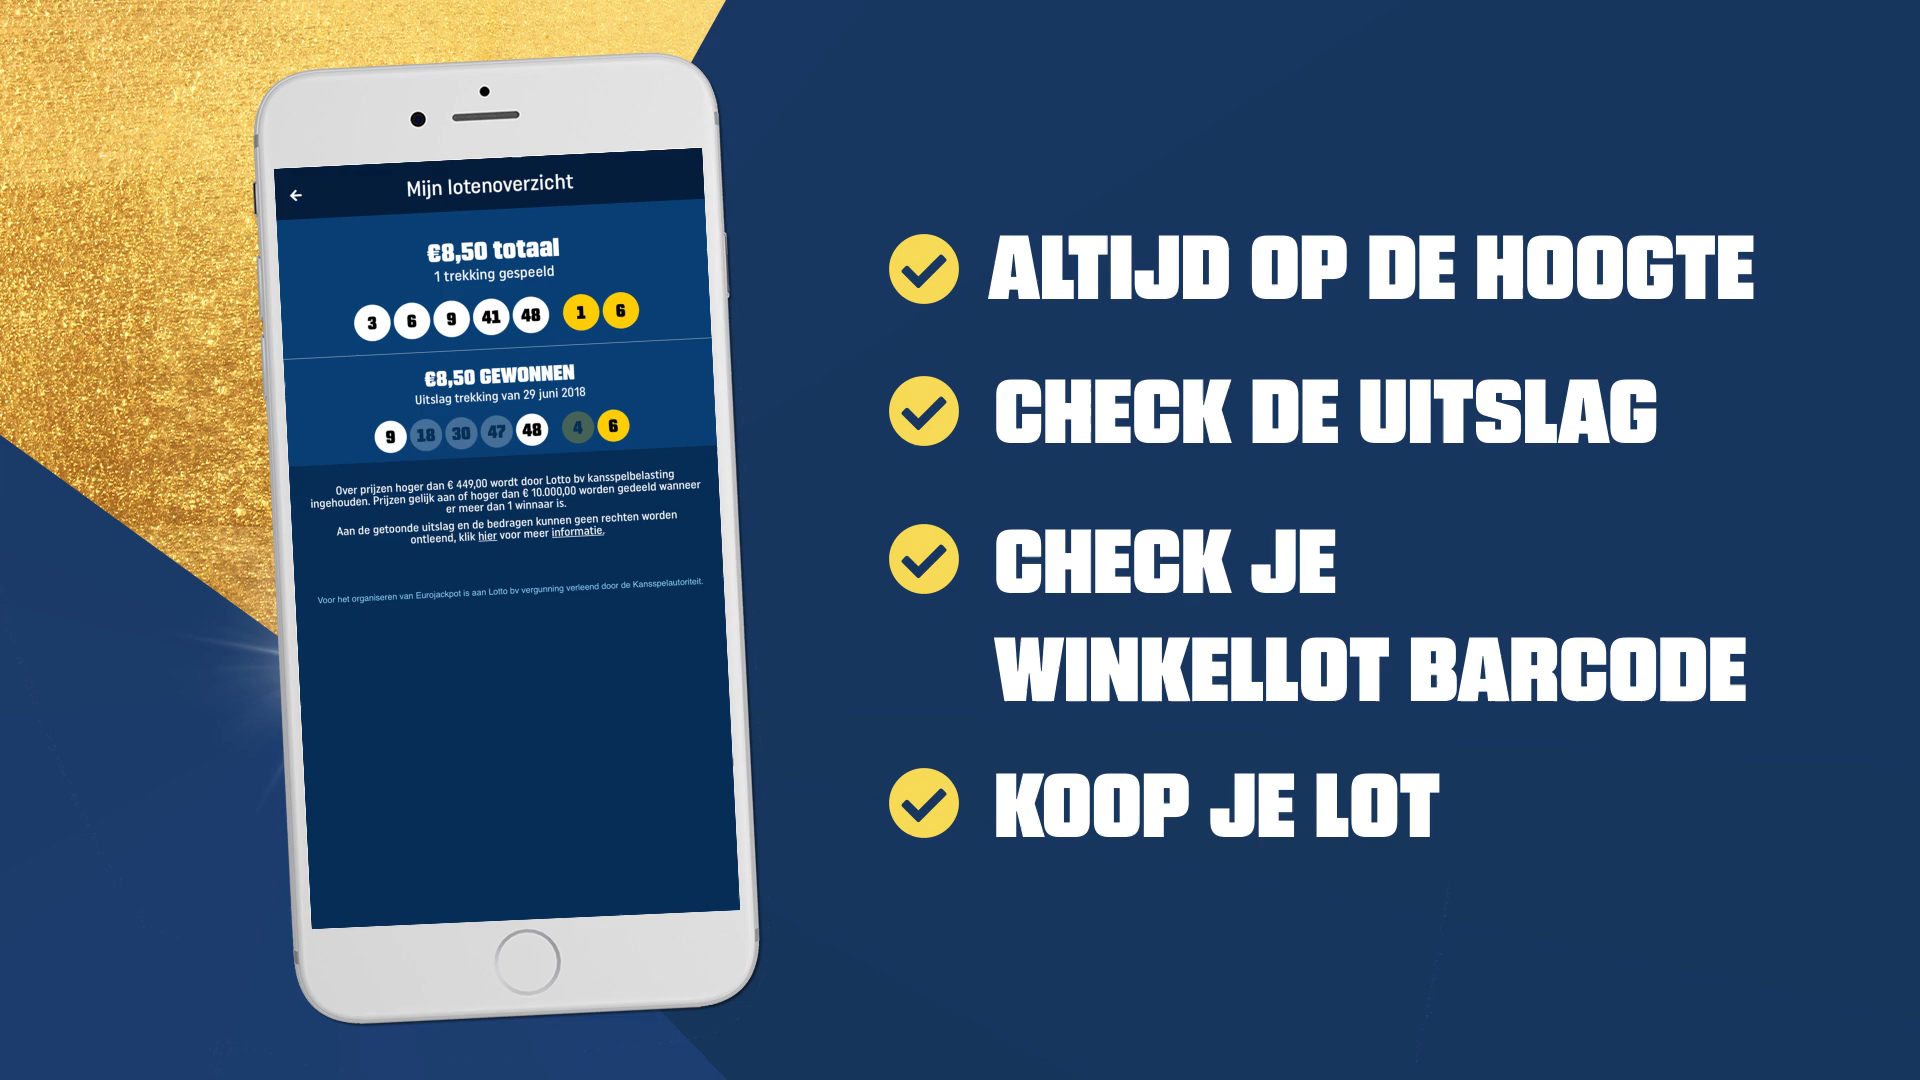 Mijn lotenoverzicht
€8,50 totaal
1 trekking gespeeld
3 6 9 41 48 1 6
€8,50 GEWONNEN
Uitslag trekking van 29 juni 2018
9 18 30 47 48 4 6
Over prijzen hoger dan € 449,00 wordt door Lotto bv kansspelbelasting
ingehouden. Prijzen gelijk aan of hoger dan € 10.000,00 worden gedeeld wanneer
er meer dan 1 winnaar is.
Aan de getoonde uitslag en de bedragen kunnen geen rechten worden
ontleend, klik hier voor meer informatie.
Voor het organiseren van Eurojackpot is aan Lotto bv vergunning verleend door de Kansspelautoriteit.
ALTIJD OP DE HOOGTE
CHECK DE UITSLAG
CHECK JE
WINKELLOT BARCODE
KOOP JE LOT